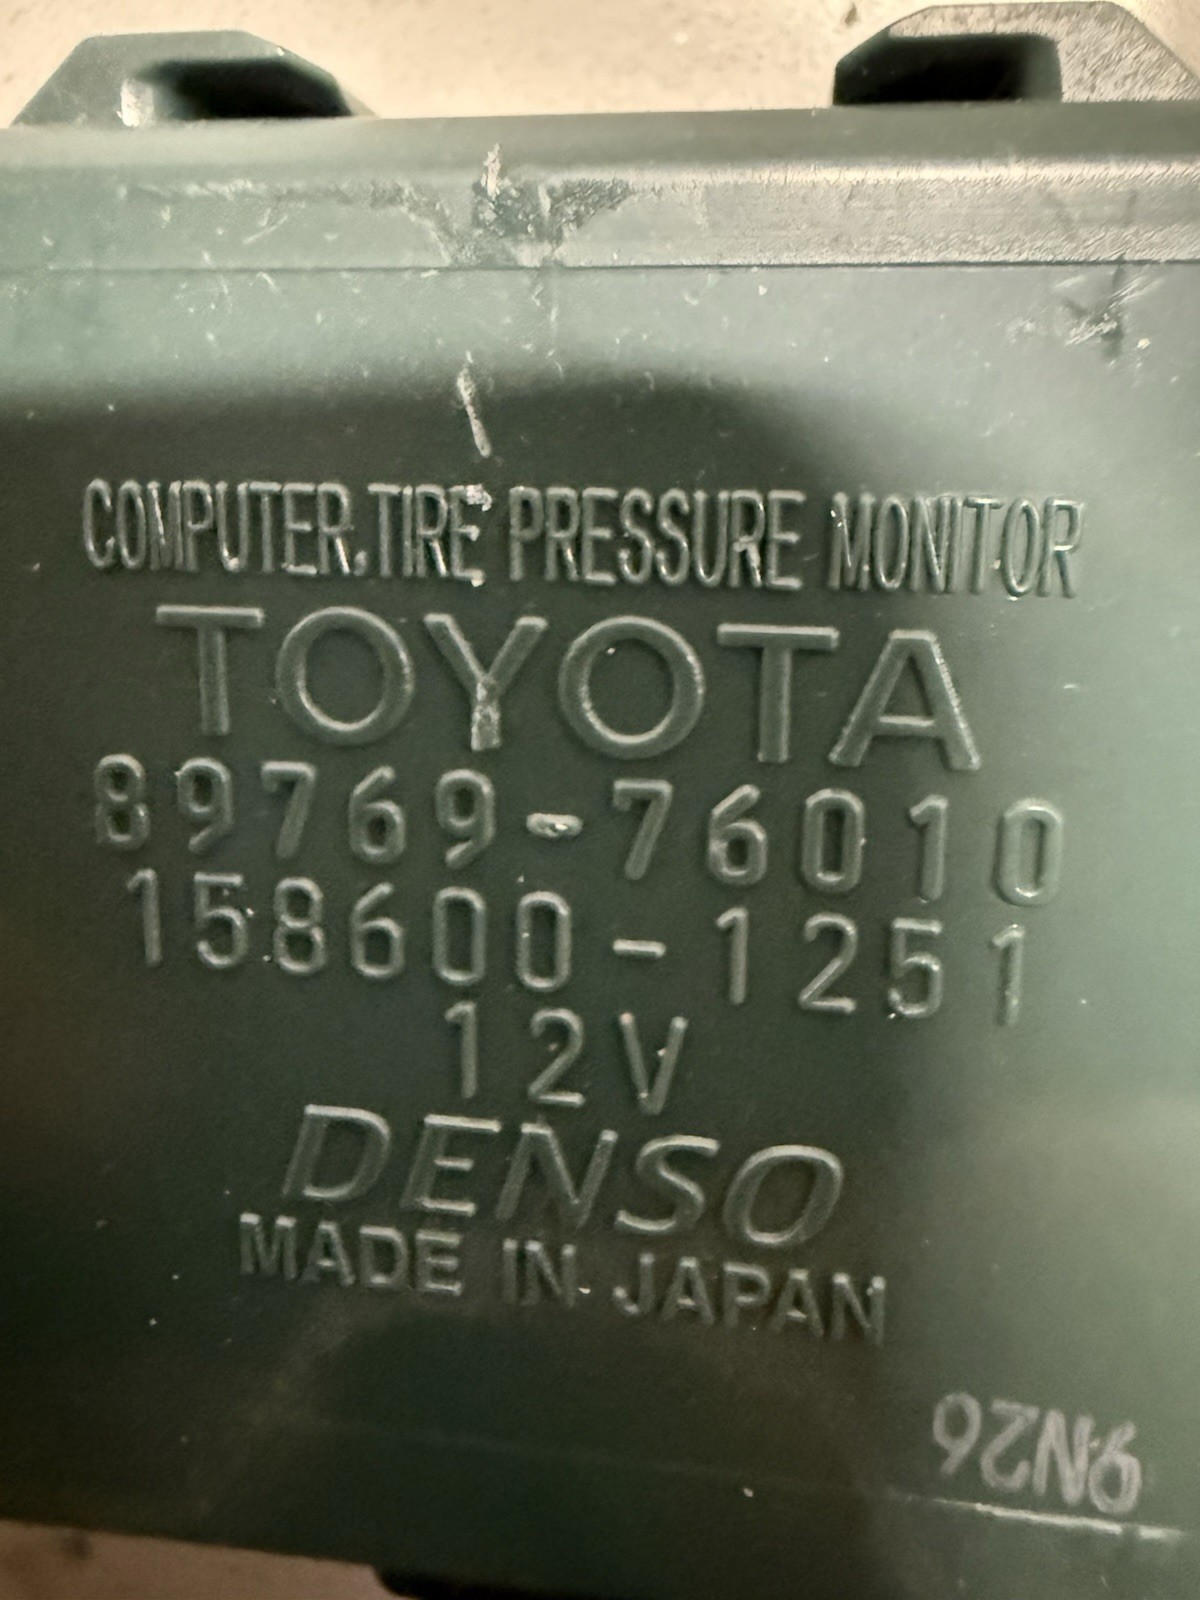 COMPUTER.TIRE PRESSURE MONITOR
TOYOTA
89769-76010
158600-1251
12V
DENSO
MADE IN JAPAN
9N26